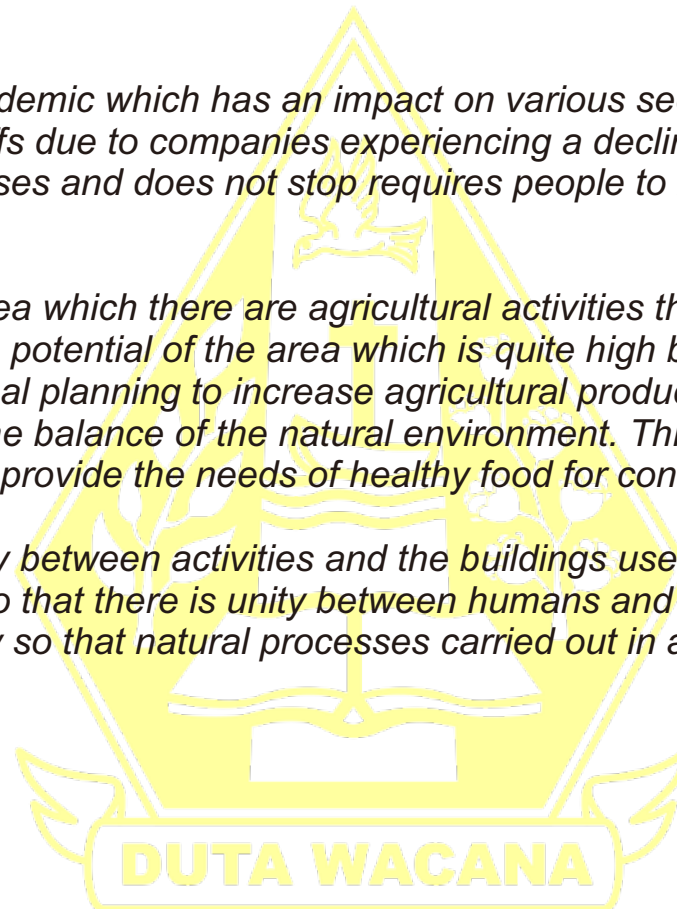 demic which has an impact on various se
fs due to companies experiencing a declin
ses and does not stop requires people to
ea which there are agricultural activities th
potential of the area which is quite high b
al planning to increase agricultural produc
e balance of the natural environment. Thi
provide the needs of healthy food for con
y between activities and the buildings use
o that there is unity between humans and
y so that natural processes carried out in a
DUTA WACANA